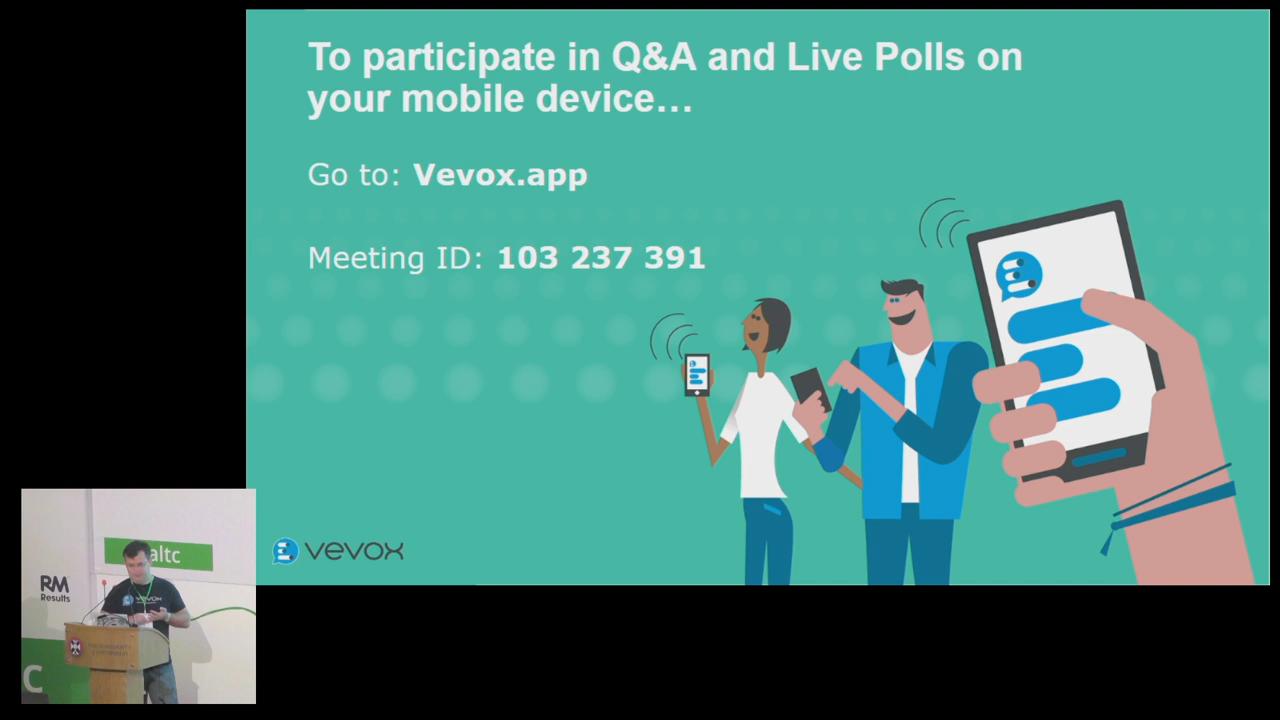 To participate in Q&A and Live Polls on
your mobile device…
Go to: Vevox.app
Meeting ID: 103 237 391
vevox
altc
RM
Results
vevox
C